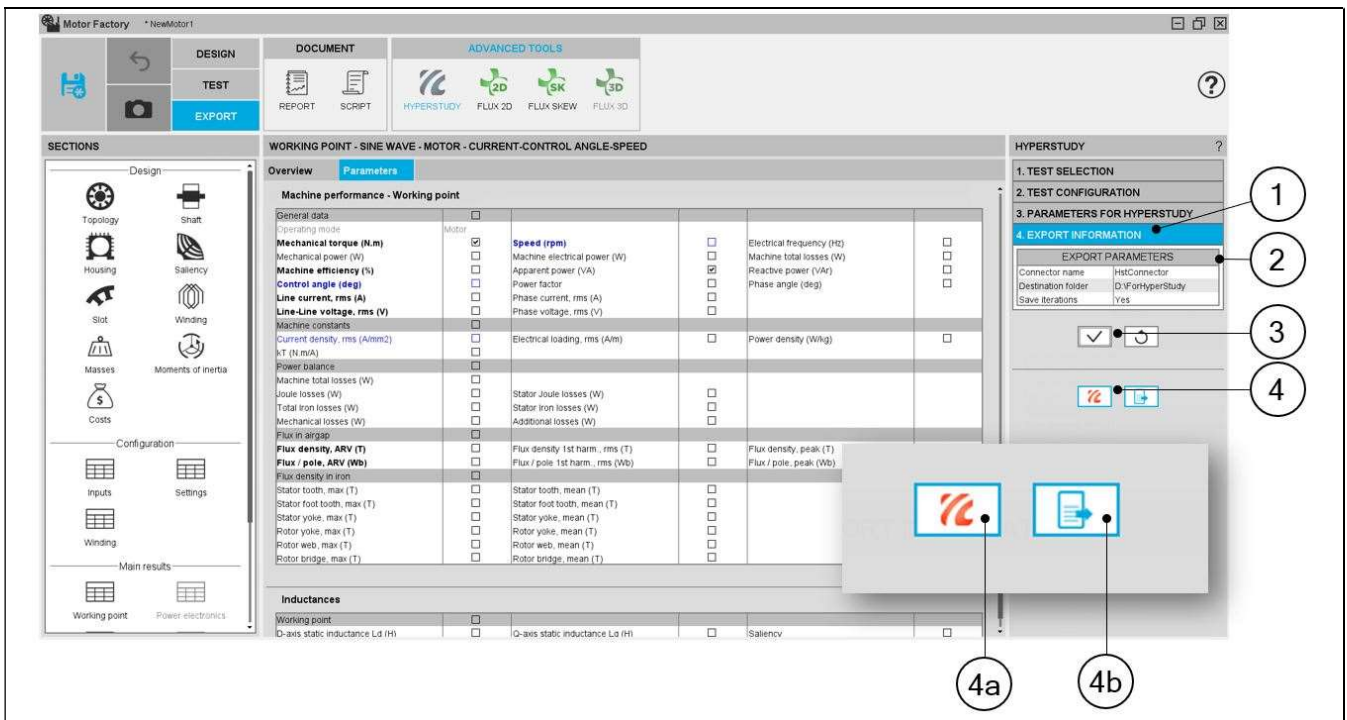 Motor Factory * NewMotor1
DESIGN
TEST
EXPORT
DOCUMENT
REPORT SCRIPT
ADVANCED TOOLS
HYPERSTUDY FLUX 2D FLUX SKEW FLUX 3D
2D SK 3D
?
SECTIONS
Design
Topology Shaft
Housing Saliency
Slot Winding
Masses Moments of inertia
$
Costs
Configuration
Inputs Settings
Winding
Main results
Working point Power electronics
WORKING POINT - SINE WAVE - MOTOR - CURRENT-CONTROL ANGLE-SPEED
Overview Parameters
Machine performance - Working point
General data
Operating mode Motor
Mechanical torque (N.m) Speed (rpm) Electrical frequency (Hz)
Mechanical power (W) Machine electrical power (W) Machine total losses (W)
Machine efficiency (%) Apparent power (VA) Reactive power (VAr)
Control angle (deg) Power factor Phase angle (deg)
Line current, rms (A) Phase current, rms (A)
Line-Line voltage, rms (V) Phase voltage, rms (V)
Machine constants
Current density, rms (A/mm2) Electrical loading, rms (A/m) Power density (W/kg)
kT (N.m/A)
Power balance
Machine total losses (W)
Joule losses (W) Stator Joule losses (W)
Total Iron losses (W) Stator Iron losses (W)
Mechanical losses (W) Additional losses (W)
Flux in airgap
Flux density, ARV (T) Flux density 1st harm., rms (T) Flux density, peak (T)
Flux / pole, ARV (Wb) Flux / pole 1st harm., rms (Wb) Flux / pole, peak (Wb)
Flux density in iron
Stator tooth, max (T) Stator tooth, mean (T)
Stator foot tooth, max (T) Stator foot tooth, mean (T)
Stator yoke, max (T) Stator yoke, mean (T)
Rotor yoke, max (T) Rotor yoke, mean (T)
Rotor web, max (T) Rotor web, mean (T)
Rotor bridge, max (T) Rotor bridge, mean (T)
Inductances
Working point
D-axis static inductance Ld (H) Q-axis static inductance Lq (H) Saliency
HYPERSTUDY ?
1. TEST SELECTION
2. TEST CONFIGURATION
3. PARAMETERS FOR HYPERSTUDY
4. EXPORT INFORMATION
EXPORT PARAMETERS
Connector name HstConnector
Destination folder D:\ForHyperStudy
Save iterations Yes
1
2
3
4
4a
4b